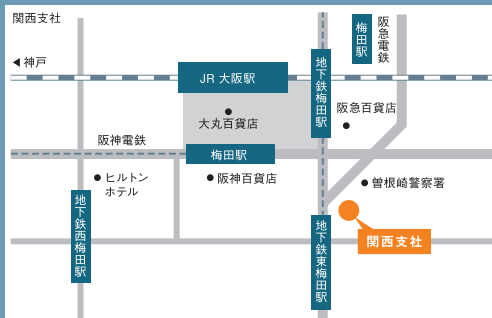 関西支社
神戸
JR 大阪駅
地下鉄梅田駅
梅田駅
阪急電鉄
大丸百貨店
阪急百貨店
阪神電鉄
梅田駅
ヒルトン
ホテル
阪神百貨店
曽根崎警察署
地下鉄西梅田駅
地下鉄東梅田駅
関西支社